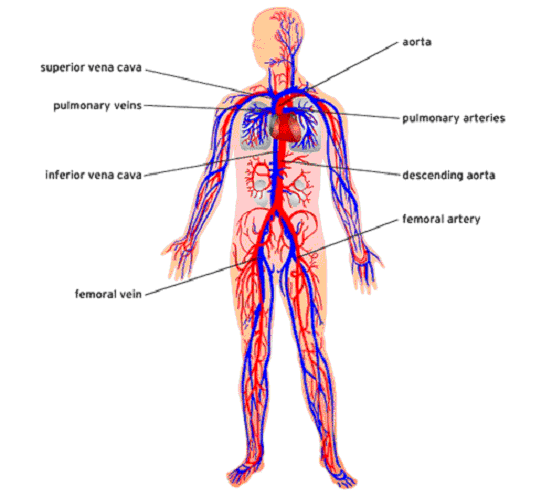 aorta
superior vena cava
pulmonary veins
pulmonary arteries
inferior vena cava
descending aorta
femoral artery
femoral vein